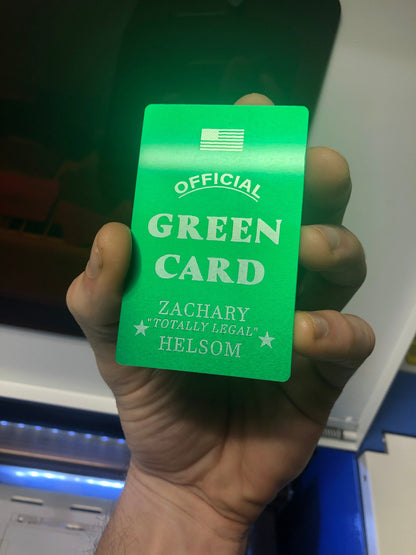 OFFICIAL
GREEN
CARD
ZACHARY
"TOTALLY LEGAL"
HELSOM